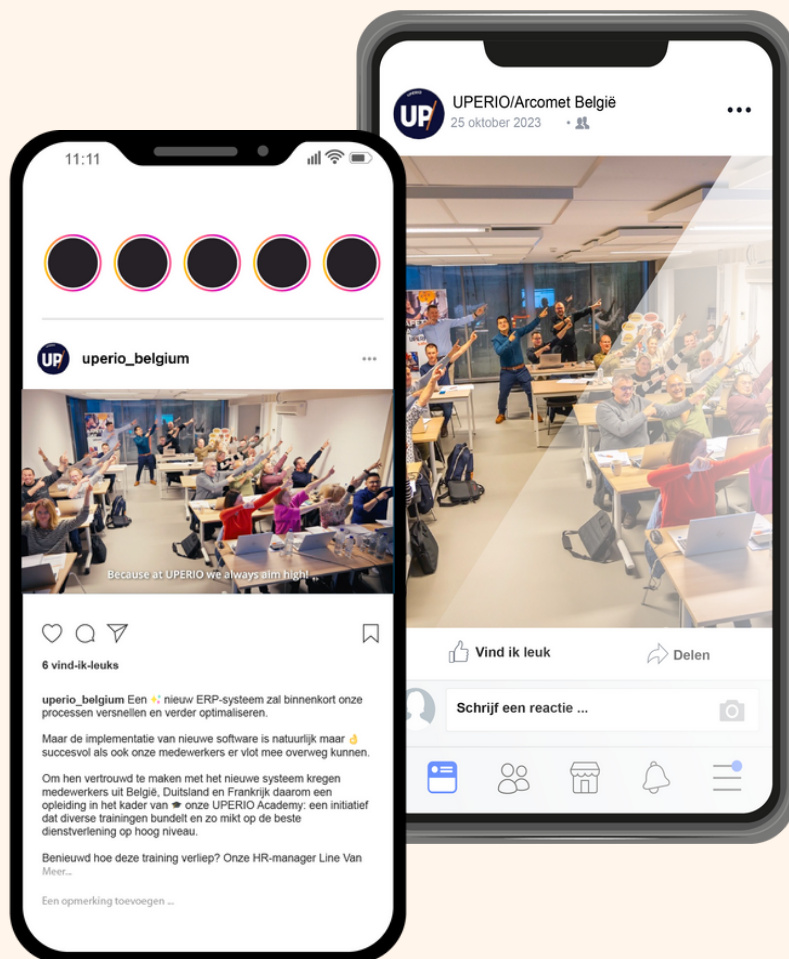 11:11
UP/
uperio_belgium
Because at UPERIO we always aim high!
6 vind-ik-leuks
uperio_belgium Een ✨ nieuw ERP-systeem zal binnenkort onze
processen versnellen en verder optimaliseren.
Maar de implementatie van nieuwe software is natuurlijk maar 👌
succesvol als ook onze medewerkers er vlot mee overweg kunnen.
Om hen vertrouwd te maken met het nieuwe systeem kregen
medewerkers uit België, Duitsland en Frankrijk daarom een
opleiding in het kader van 🎓 onze UPERIO Academy: een initiatief
dat diverse trainingen bundelt en zo mikt op de beste
dienstverlening op hoog niveau.
Benieuwd hoe deze training verliep? Onze HR-manager Line Van
Meer...
Een opmerking toevoegen ...
UPERIO
UP/
UPERIO/Arcomet België
25 oktober 2023
Vind ik leuk
Delen
Schrijf een reactie ...